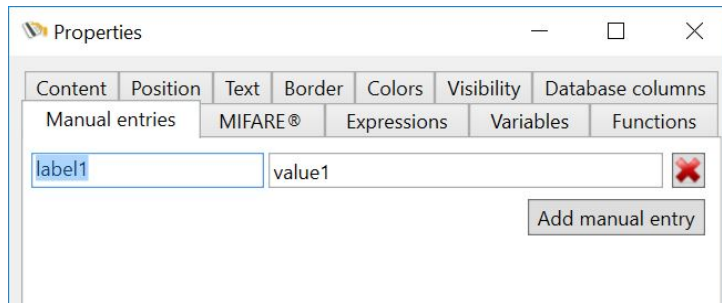 Properties
Content Position Text Border Colors Visibility Database columns
Manual entries MIFARE® Expressions Variables Functions
label1 value1
Add manual entry